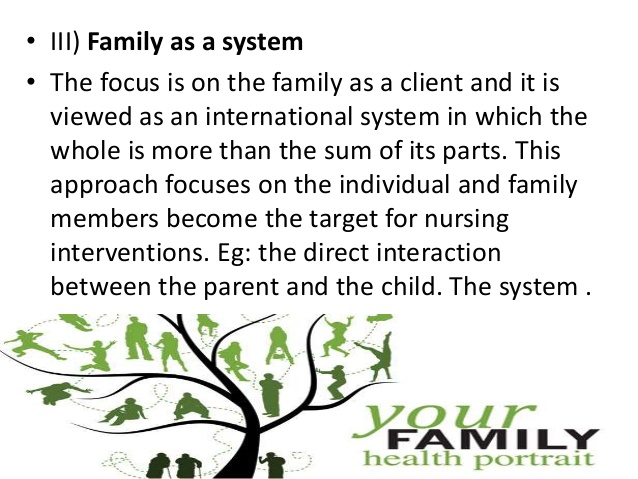 • III) Family as a system
• The focus is on the family as a client and it is
viewed as an international system in which the
whole is more than the sum of its parts. This
approach focuses on the individual and family
members become the target for nursing
interventions. Eg: the direct interaction
between the parent and the child. The system .
your
FAMILY
health portrait